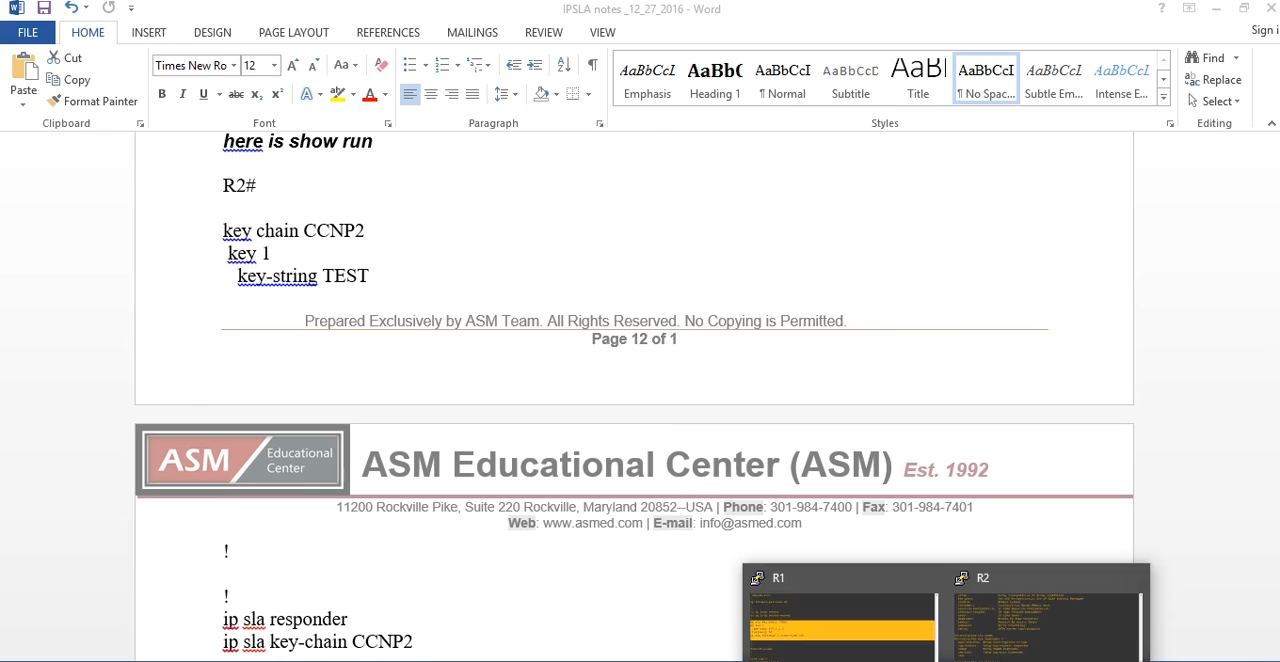 IPSLA notes _12_27_2016 - Word
FILE HOME INSERT DESIGN PAGE LAYOUT REFERENCES MAILINGS REVIEW VIEW Sign i
Paste Cut Copy Format Painter
Clipboard
Times New Ro 12 Aa
B I U abc X2 X2 A A
Font
Paragraph
AaBbCcI AaBb( AaBbCcI AaBbCcD AaBl AaBbCcI AaBbCcI AaBbCcI
Emphasis Heading 1 ¶ Normal Subtitle Title ¶ No Spac... Subtle Em... Intense E...
Styles
Find
Replace
Select
Editing
here is show run
R2#
key chain CCNP2
key 1
key-string TEST
Prepared Exclusively by ASM Team. All Rights Reserved. No Copying is Permitted.
Page 12 of 1
ASM Educational Center
ASM Educational Center (ASM) Est. 1992
11200 Rockville Pike, Suite 220 Rockville, Maryland 20852--USA | Phone: 301-984-7400 | Fax: 301-984-7401
Web: www.asmed.com | E-mail: info@asmed.com
!
!
ip sla responder
ip sla key-chain CCNP2
R1 R2